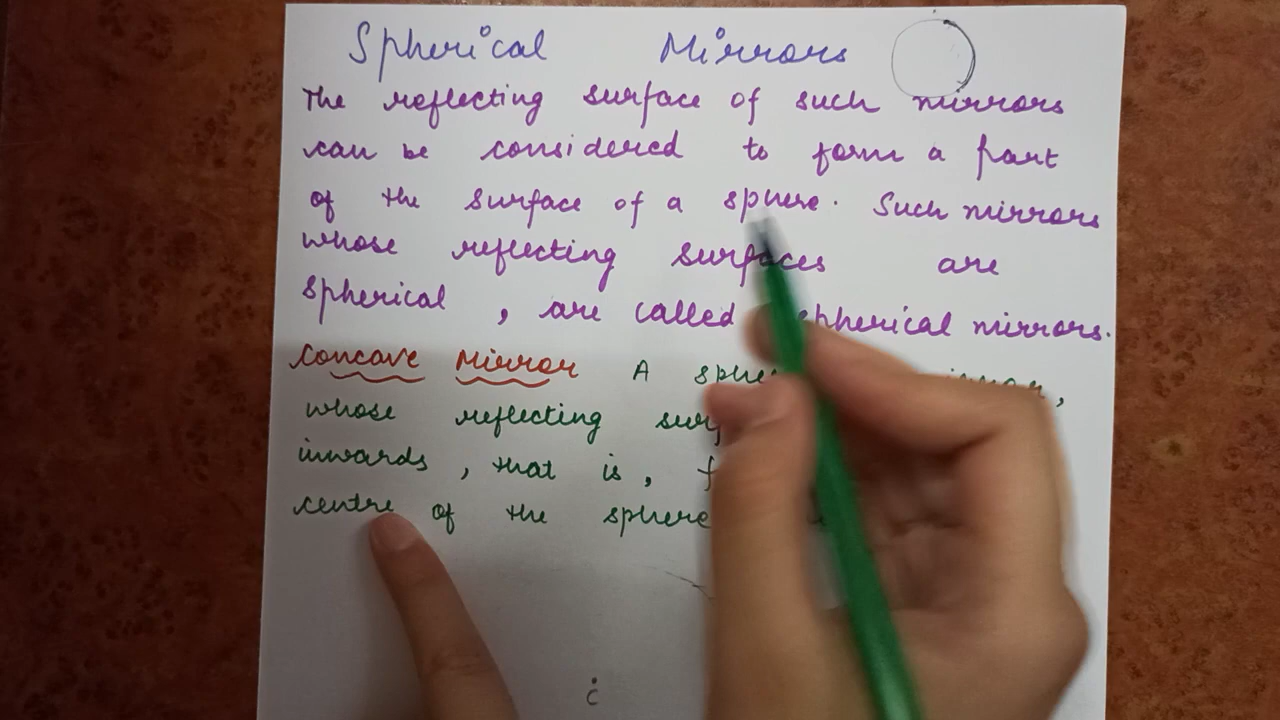 Spherical Mirrors
The reflecting surface of such mirrors
can be considered to form a part
of the surface of a sphere. Such mirrors
whose reflecting surfaces are
spherical, are called spherical mirrors.
Concave Mirror A
whose reflecting
inwards, that is,
centre of the sphere
c